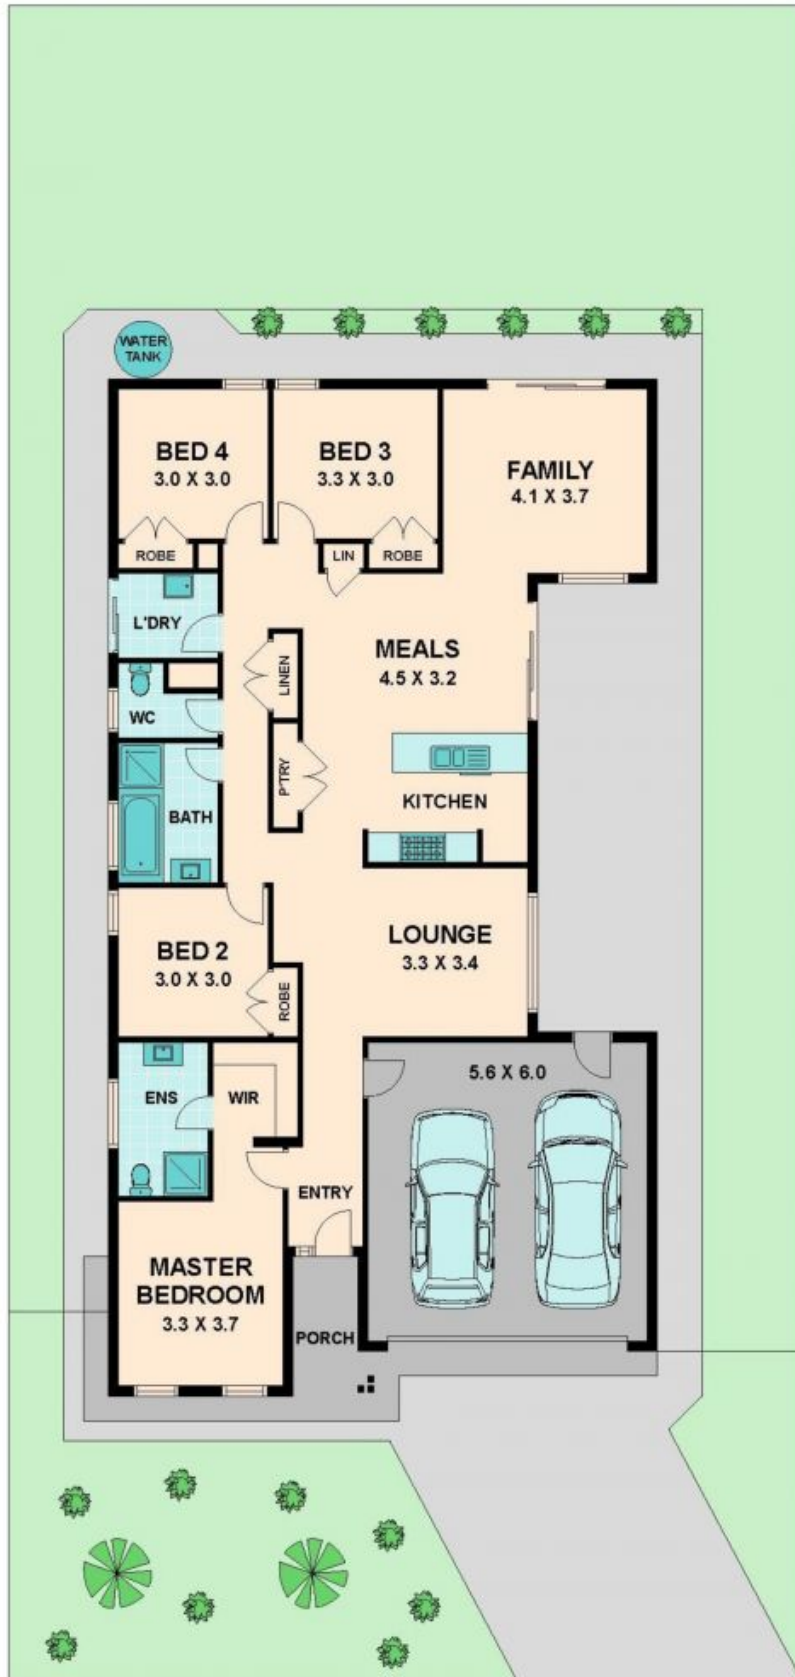 WATER
TANK
BED 4
3.0 X 3.0
BED 3
3.3 X 3.0
FAMILY
4.1 X 3.7
ROBE
LIN
ROBE
L'DRY
MEALS
4.5 X 3.2
LINEN
WC
P'TRY
KITCHEN
BATH
BED 2
3.0 X 3.0
LOUNGE
3.3 X 3.4
ROBE
5.6 X 6.0
ENS
WIR
ENTRY
MASTER
BEDROOM
3.3 X 3.7
PORCH